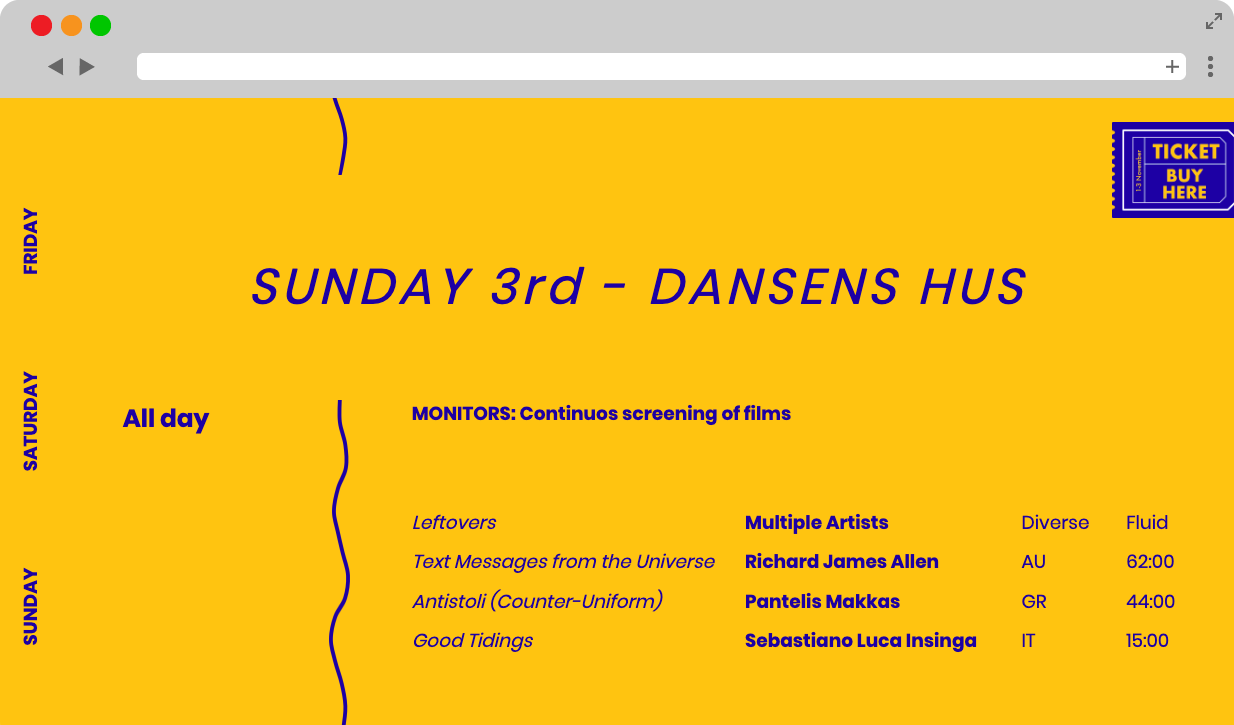 1-3 November
TICKET
BUY
HERE
FRIDAY
SATURDAY
SUNDAY
SUNDAY 3rd - DANSENS HUS
All day
MONITORS: Continuos screening of films
Leftovers Multiple Artists Diverse Fluid
Text Messages from the Universe Richard James Allen AU 62:00
Antistoli (Counter-Uniform) Pantelis Makkas GR 44:00
Good Tidings Sebastiano Luca Insinga IT 15:00